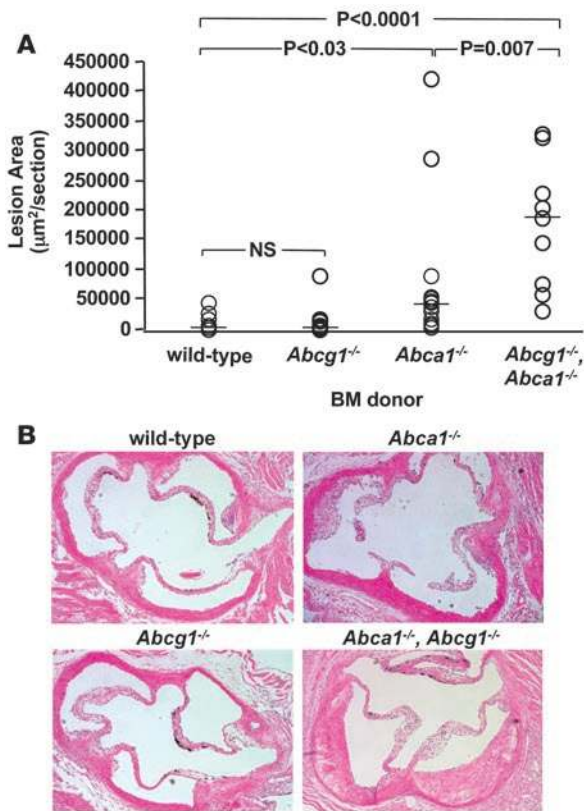 A
P<0.0001
P<0.03
P=0.007
Lesion Area
(μm²/section)
450000
400000
350000
300000
250000
200000
150000
100000
50000
0
NS
wild-type
Abcg1-/-
Abca1-/-
Abcg1-/-,
Abca1-/-
BM donor
B
wild-type
Abca1-/-
Abcg1-/-
Abca1-/-, Abcg1-/-